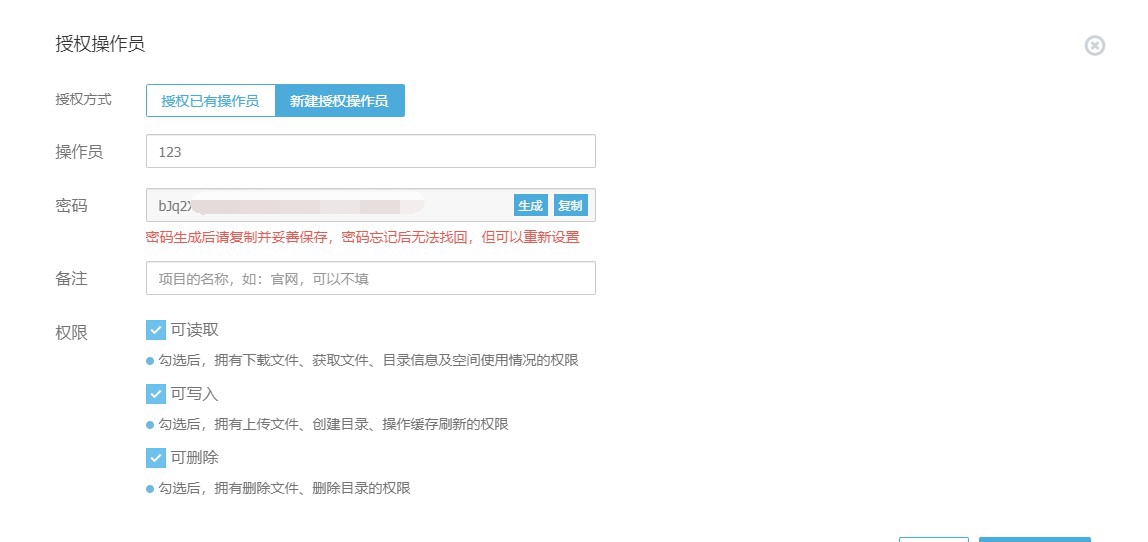 授权操作员
授权方式 授权已有操作员 新建授权操作员
操作员 123
密码 bJq2 生成 复制
密码生成后请复制并妥善保存，密码忘记后无法找回，但可以重新设置
备注 项目的名称，如：官网，可以不填
权限 可读取
勾选后，拥有下载文件、获取文件、目录信息及空间使用情况的权限
可写入
勾选后，拥有上传文件、创建目录、操作缓存刷新的权限
可删除
勾选后，拥有删除文件、删除目录的权限